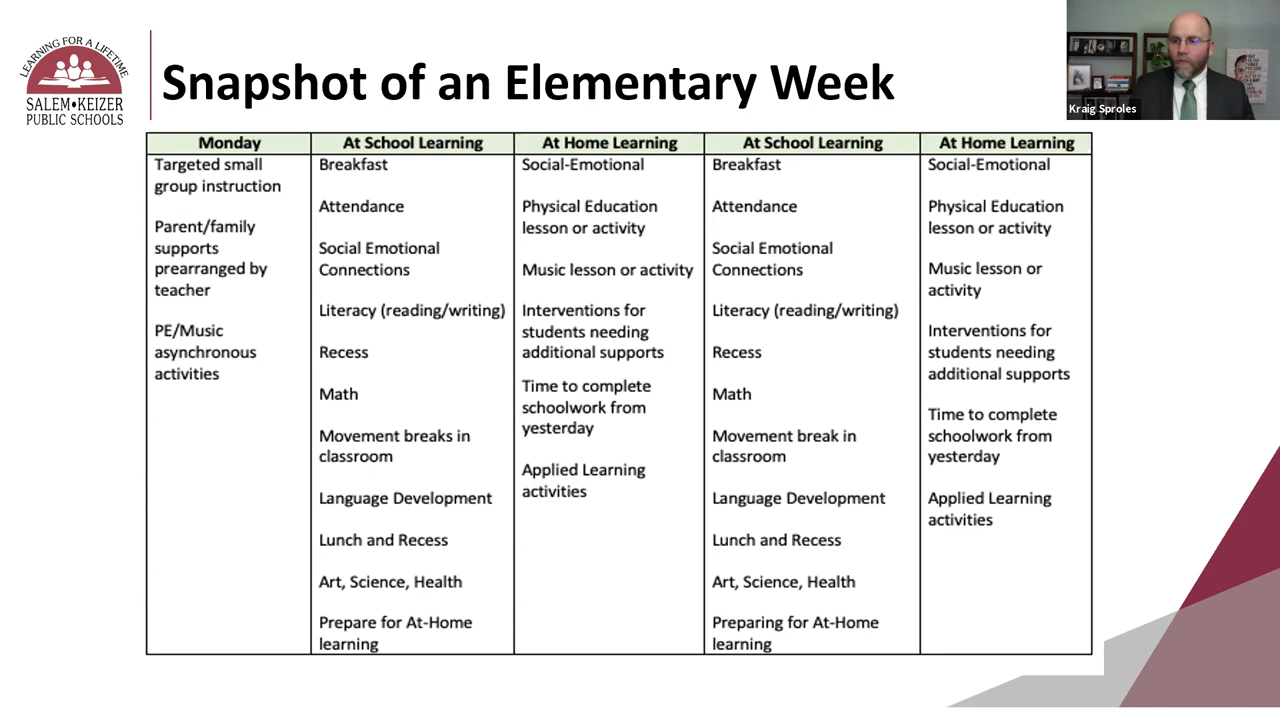 LEARNING FOR A LIFETIME
SALEM•KEIZER
PUBLIC SCHOOLS
Snapshot of an Elementary Week
Kraig Sproles
Monday
Targeted small
group instruction
Parent/family
supports
prearranged by
teacher
PE/Music
asynchronous
activities
At School Learning
Breakfast
Attendance
Social Emotional
Connections
Literacy (reading/writing)
Recess
Math
Movement breaks in
classroom
Language Development
Lunch and Recess
Art, Science, Health
Prepare for At-Home
learning
At Home Learning
Social-Emotional
Physical Education
lesson or activity
Music lesson or activity
Interventions for
students needing
additional supports
Time to complete
schoolwork from
yesterday
Applied Learning
activities
At School Learning
Breakfast
Attendance
Social Emotional
Connections
Literacy (reading/writing)
Recess
Math
Movement break in
classroom
Language Development
Lunch and Recess
Art, Science, Health
Preparing for At-Home
learning
At Home Learning
Social-Emotional
Physical Education
lesson or activity
Music lesson or
activity
Interventions for
students needing
additional supports
Time to complete
schoolwork from
yesterday
Applied Learning
activities